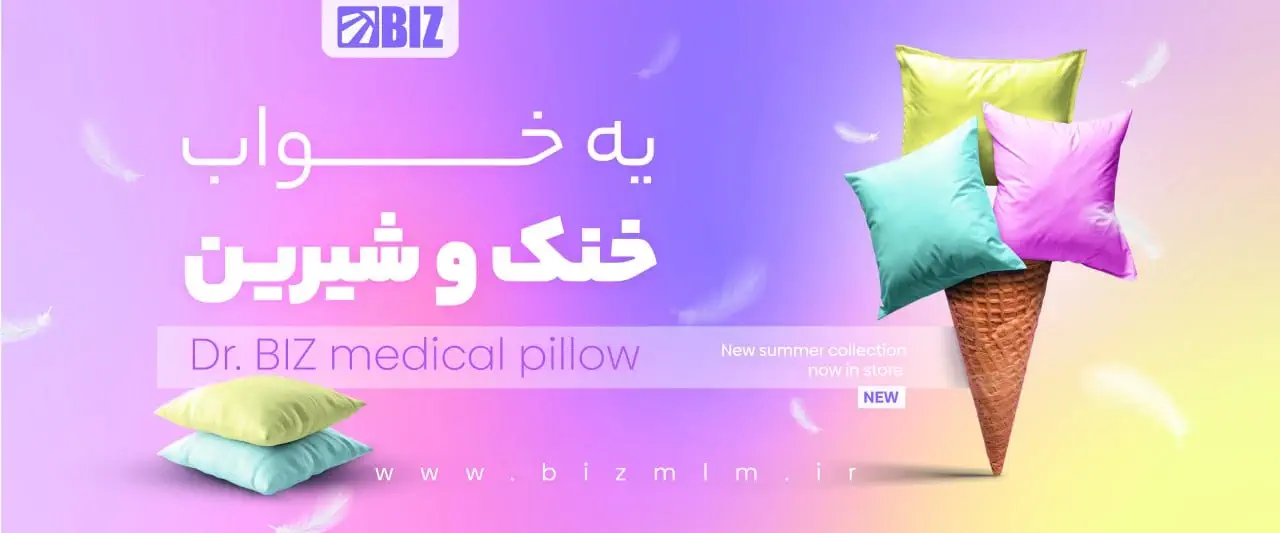 BIZ
یه خواب
خنک و شیرین
Dr. BIZ medical pillow
New summer collection
now in store
NEW
www.bizmlm.ir